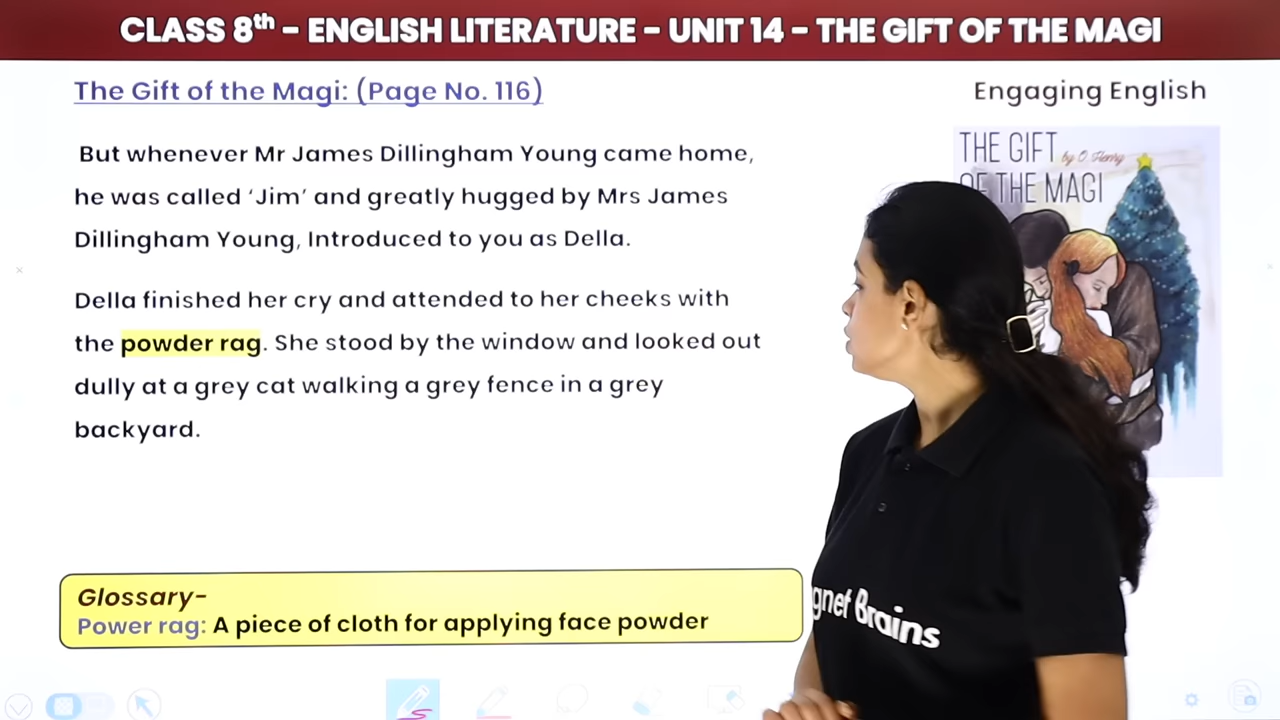 CLASS 8th - ENGLISH LITERATURE - UNIT 14 - THE GIFT OF THE MAGI
The Gift of the Magi: (Page No. 116)
Engaging English
But whenever Mr James Dillingham Young came home,
he was called ‘Jim’ and greatly hugged by Mrs James
Dillingham Young, Introduced to you as Della.
Della finished her cry and attended to her cheeks with
the powder rag. She stood by the window and looked out
dully at a grey cat walking a grey fence in a grey
backyard.
THE GIFT
by O. Henry
OF THE MAGI
Glossary-
Power rag: A piece of cloth for applying face powder
gnet Brains